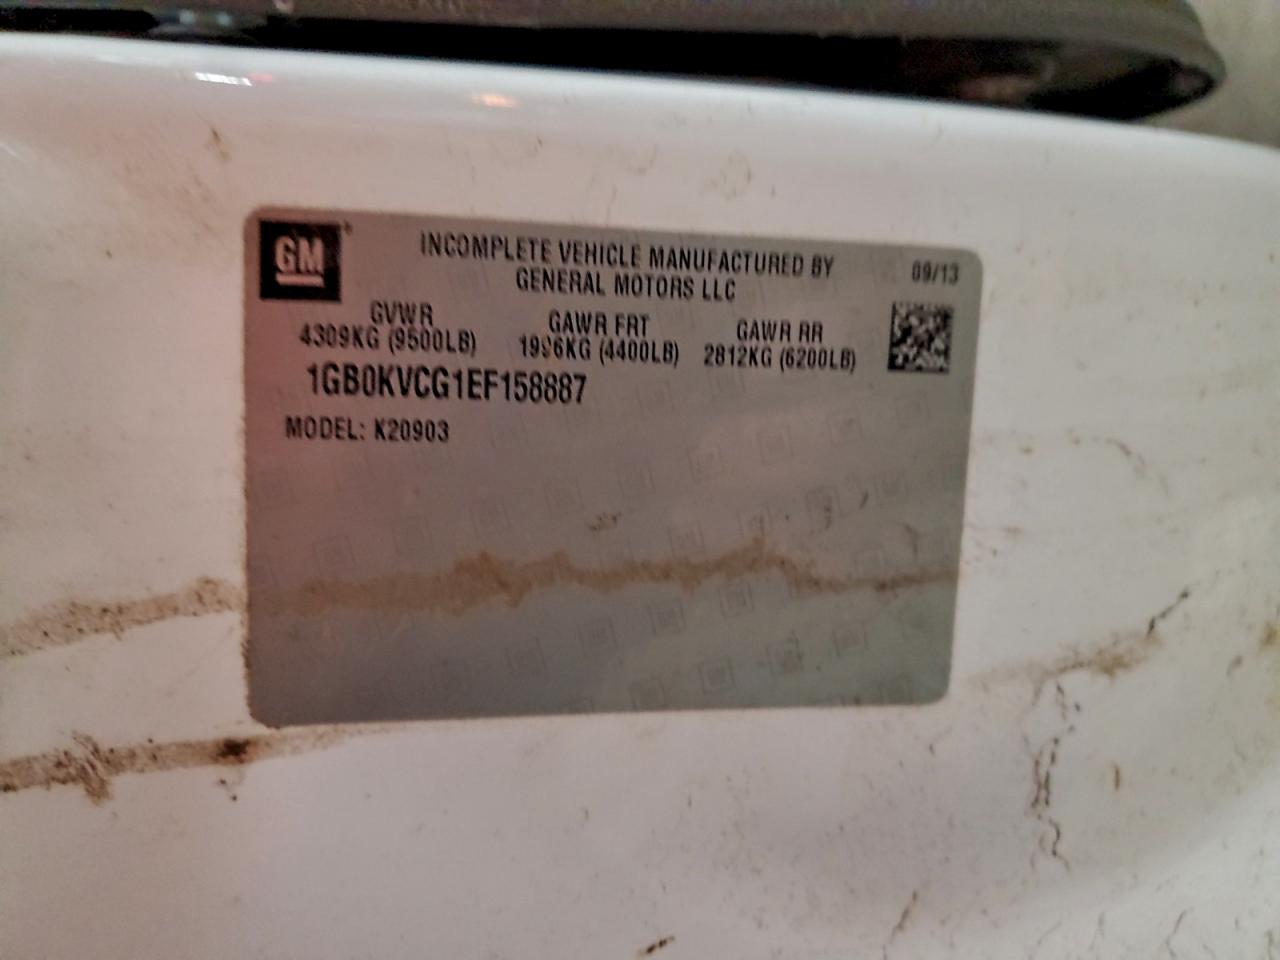 GM
INCOMPLETE VEHICLE MANUFACTURED BY
GENERAL MOTORS LLC
09/13
GVWR GAWR FRT GAWR RR
4309KG (9500LB) 1996KG (4400LB) 2812KG (6200LB)
1GB0KVCG1EF158887
MODEL: K20903